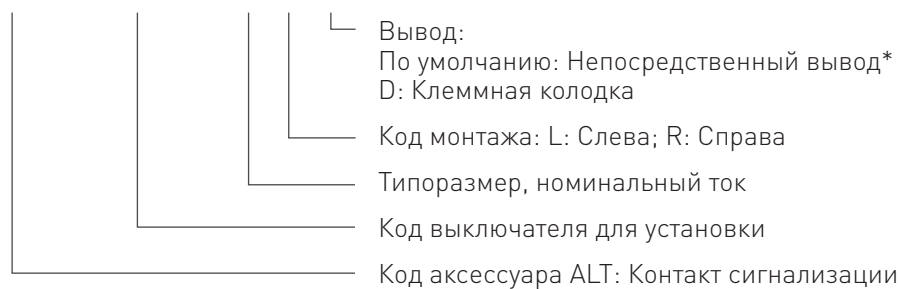 Вывод:
По умолчанию: Непосредственный вывод*
D: Клеммная колодка
Код монтажа: L: Слева; R: Справа
Типоразмер, номинальный ток
Код выключателя для установки
Код аксессуара ALT: Контакт сигнализации